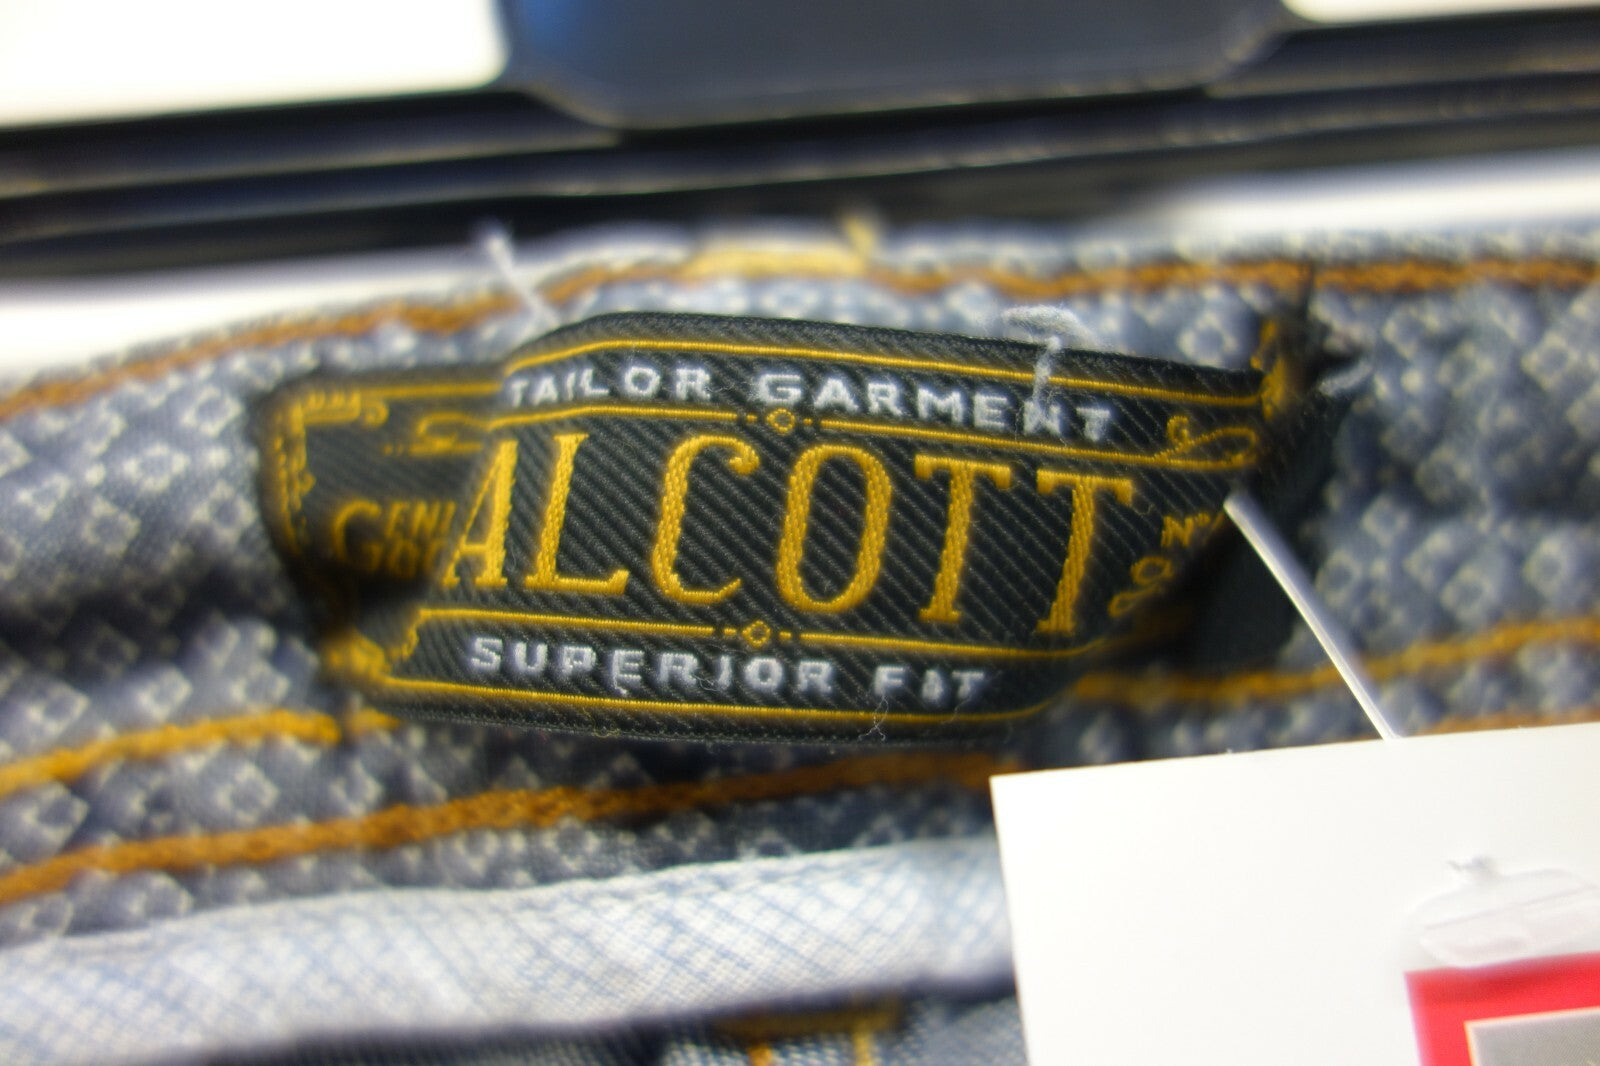 TAILOR GARMENT
ALCOTT
SUPERIOR FIT